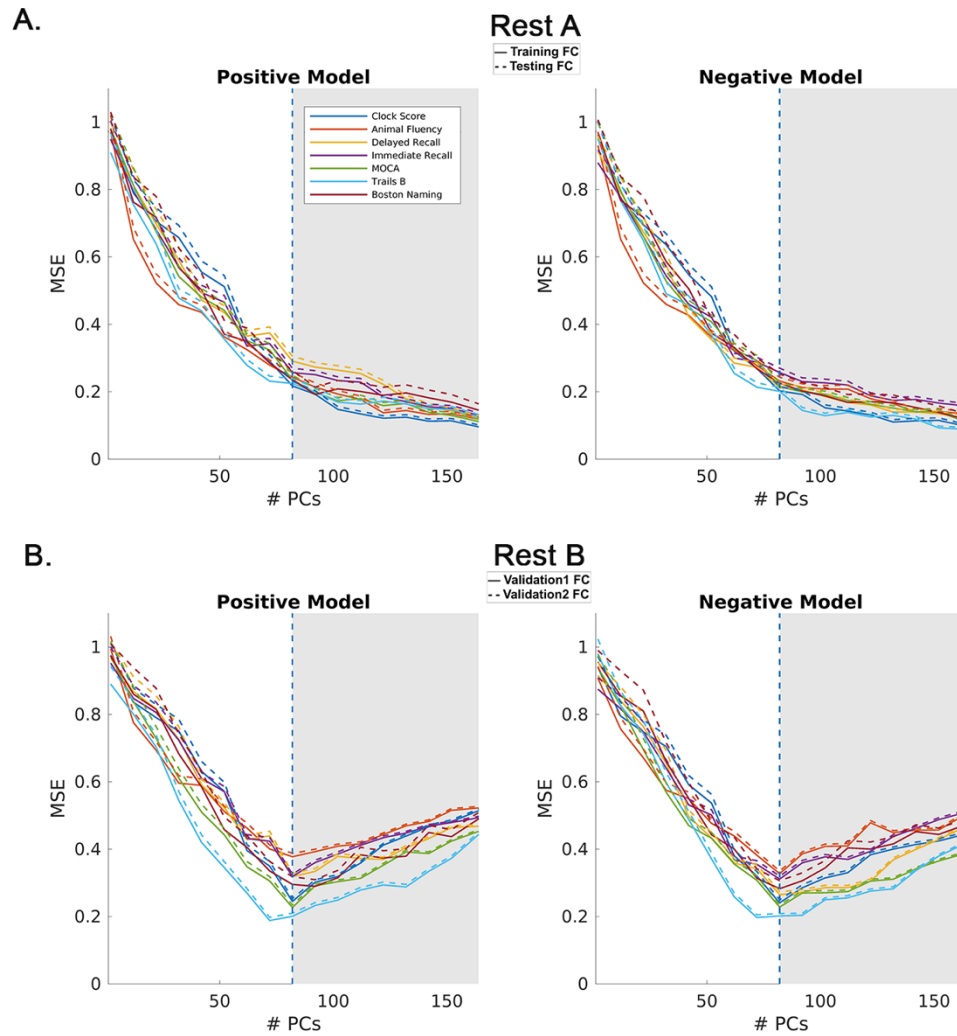 A.
Rest A
Training FC
Testing FC
Positive Model
Negative Model
Clock Score
Animal Fluency
Delayed Recall
Immediate Recall
MOCA
Trails B
Boston Naming
MSE
1
0.8
0.6
0.4
0.2
0
50
100
150
# PCs
MSE
1
0.8
0.6
0.4
0.2
0
50
100
150
# PCs
B.
Rest B
Validation1 FC
Validation2 FC
Positive Model
Negative Model
MSE
1
0.8
0.6
0.4
0.2
0
50
100
150
# PCs
MSE
1
0.8
0.6
0.4
0.2
0
50
100
150
# PCs